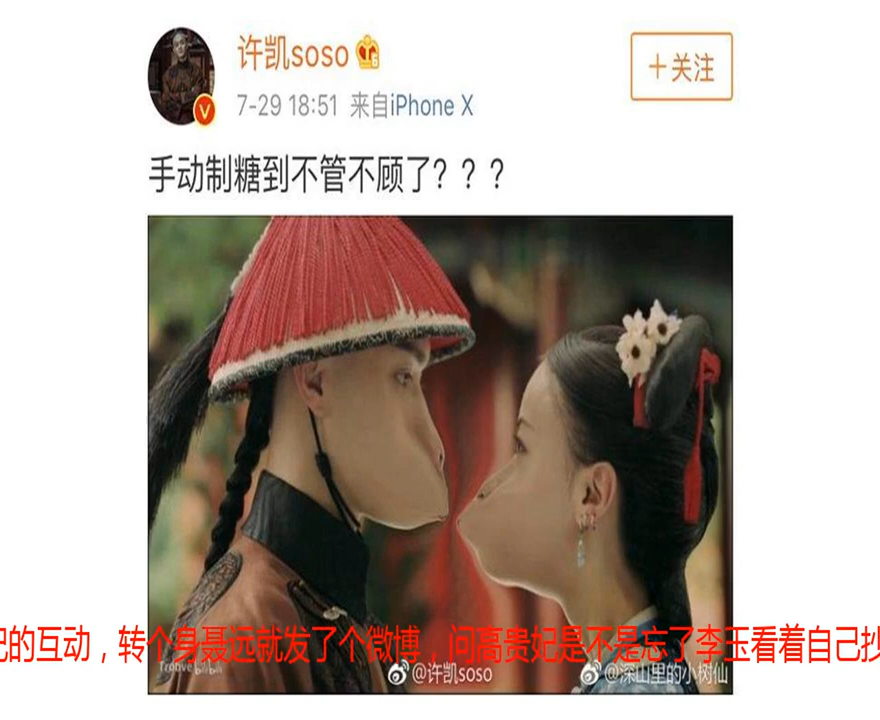 许凯soso
+关注
7-29 18:51 来自iPhone X
手动制糖到不管不顾了？？？
的互动，转个身聂远就发了个微博，问高贵妃是不是忘了李玉看着自己抄
bilibili
@许凯soso
@深山里的小树仙